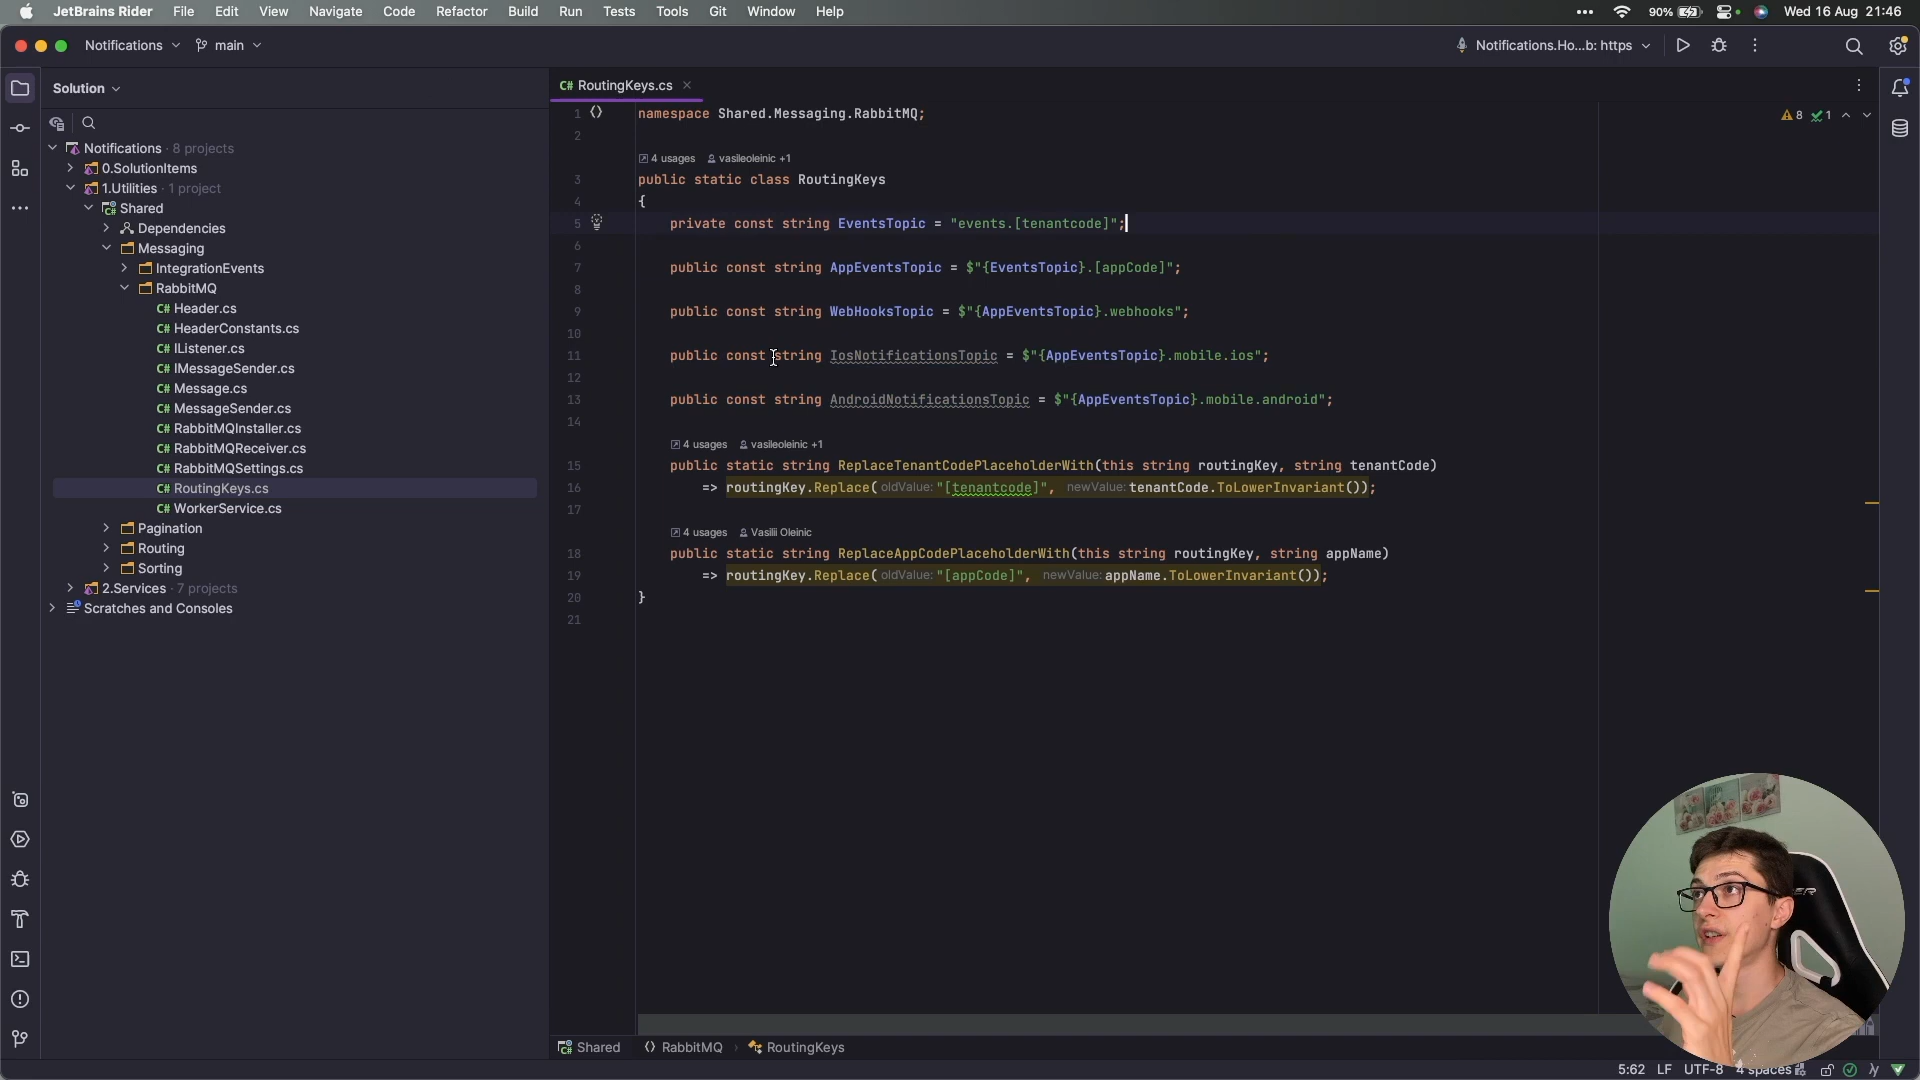 JetBrains Rider File Edit View Navigate Code Refactor Build Run Tests Tools Git Window Help 90% Wed 16 Aug 21:46
Notifications main Notifications.Ho...b: https
Solution
Notifications · 8 projects
0.SolutionItems
1.Utilities · 1 project
Shared
Dependencies
Messaging
IntegrationEvents
RabbitMQ
C# Header.cs
C# HeaderConstants.cs
C# IListener.cs
C# IMessageSender.cs
C# Message.cs
C# MessageSender.cs
C# RabbitMQInstaller.cs
C# RabbitMQReceiver.cs
C# RabbitMQSettings.cs
C# RoutingKeys.cs
C# WorkerService.cs
Pagination
Routing
Sorting
2.Services · 7 projects
Scratches and Consoles
C# RoutingKeys.cs
8 1
1 namespace Shared.Messaging.RabbitMQ;
2
4 usages vasileoleinic +1
3 public static class RoutingKeys
4 {
5 private const string EventsTopic = "events.[tenantcode]";
6
7 public const string AppEventsTopic = $"{EventsTopic}.[appCode]";
8
9 public const string WebHooksTopic = $"{AppEventsTopic}.webhooks";
10
11 public const string IosNotificationsTopic = $"{AppEventsTopic}.mobile.ios";
12
13 public const string AndroidNotificationsTopic = $"{AppEventsTopic}.mobile.android";
14
4 usages vasileoleinic +1
15 public static string ReplaceTenantCodePlaceholderWith(this string routingKey, string tenantCode)
16 => routingKey.Replace( oldValue: "[tenantcode]", newValue: tenantCode.ToLowerInvariant());
17
4 usages Vasilii Oleinic
18 public static string ReplaceAppCodePlaceholderWith(this string routingKey, string appName)
19 => routingKey.Replace( oldValue: "[appCode]", newValue: appName.ToLowerInvariant());
20 }
21
Shared RabbitMQ RoutingKeys
5:62 LF UTF-8 4 spaces